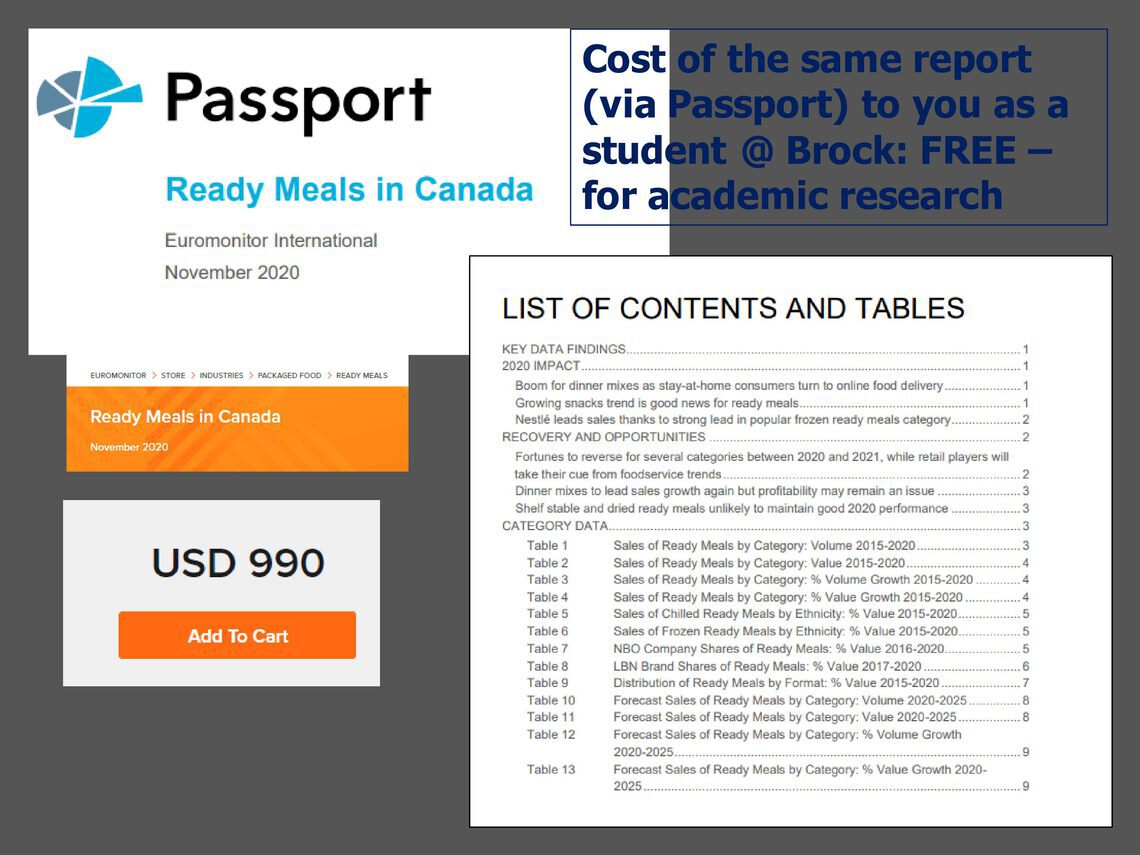 Passport
Ready Meals in Canada
Euromonitor International
November 2020
Cost of the same report
(via Passport) to you as a
student @ Brock: FREE –
for academic research
EUROMONITOR > STORE > INDUSTRIES > PACKAGED FOOD > READY MEALS
Ready Meals in Canada
November 2020
USD 990
Add To Cart
LIST OF CONTENTS AND TABLES
KEY DATA FINDINGS 1
2020 IMPACT 1
Boom for dinner mixes as stay-at-home consumers turn to online food delivery 1
Growing snacks trend is good news for ready meals 1
Nestlé leads sales thanks to strong lead in popular frozen ready meals category 2
RECOVERY AND OPPORTUNITIES 2
Fortunes to reverse for several categories between 2020 and 2021, while retail players will
take their cue from foodservice trends 2
Dinner mixes to lead sales growth again but profitability may remain an issue 3
Shelf stable and dried ready meals unlikely to maintain good 2020 performance 3
CATEGORY DATA 3
Table 1 Sales of Ready Meals by Category: Volume 2015-2020 3
Table 2 Sales of Ready Meals by Category: Value 2015-2020 4
Table 3 Sales of Ready Meals by Category: % Volume Growth 2015-2020 4
Table 4 Sales of Ready Meals by Category: % Value Growth 2015-2020 4
Table 5 Sales of Chilled Ready Meals by Ethnicity: % Value 2015-2020 5
Table 6 Sales of Frozen Ready Meals by Ethnicity: % Value 2015-2020 5
Table 7 NBO Company Shares of Ready Meals: % Value 2016-2020 5
Table 8 LBN Brand Shares of Ready Meals: % Value 2017-2020 6
Table 9 Distribution of Ready Meals by Format: % Value 2015-2020 7
Table 10 Forecast Sales of Ready Meals by Category: Volume 2020-2025 8
Table 11 Forecast Sales of Ready Meals by Category: Value 2020-2025 8
Table 12 Forecast Sales of Ready Meals by Category: % Volume Growth
2020-2025 9
Table 13 Forecast Sales of Ready Meals by Category: % Value Growth 2020-
2025 9